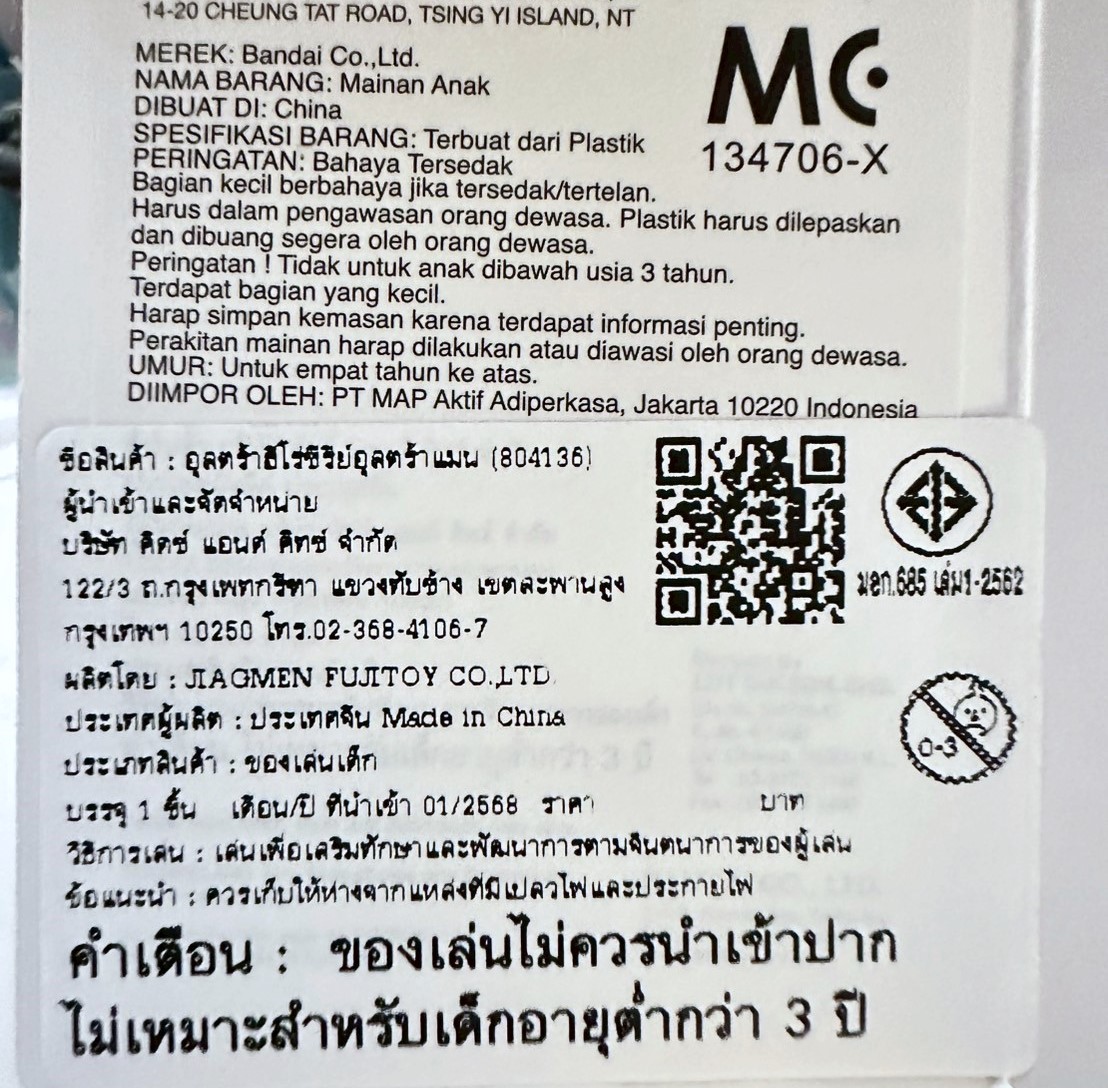 14-20 CHEUNG TAT ROAD, TSING YI ISLAND, NT
MEREK: Bandai Co.,Ltd.
NAMA BARANG: Mainan Anak
DIBUAT DI: China
SPESIFIKASI BARANG: Terbuat dari Plastik
PERINGATAN: Bahaya Tersedak
Bagian kecil berbahaya jika tersedak/tertelan.
Harus dalam pengawasan orang dewasa. Plastik harus dilepaskan
dan dibuang segera oleh orang dewasa.
Peringatan ! Tidak untuk anak dibawah usia 3 tahun.
Terdapat bagian yang kecil.
Harap simpan kemasan karena terdapat informasi penting.
Perakitan mainan harap dilakukan atau diawasi oleh orang dewasa.
UMUR: Untuk empat tahun ke atas.
DIIMPOR OLEH: PT MAP Aktif Adiperkasa, Jakarta 10220 Indonesia
MC
134706-X
ชื่อสินค้า : อุลตร้าฮีโร่ซีรีย์อุลตร้าแมน (804136)
ผู้นำเข้าและจัดจำหน่าย
บริษัท คิดซ์ แอนด์ คิทซ์ จำกัด
122/3 ถ.กรุงเทพกรีฑา แขวงทับช้าง เขตสะพานสูง
กรุงเทพฯ 10250 โทร.02-368-4106-7
ผลิตโดย : JIAGMEN FUJITOY CO.,LTD.
ประเทศผู้ผลิต : ประเทศจีน Made in China
ประเภทสินค้า : ของเล่นเด็ก
บรรจุ 1 ชิ้น เดือน/ปี ที่นำเข้า 01/2568 ราคา บาท
วิธีการเล่น : เล่นเพื่อเสริมทักษาและพัฒนาการตามจินตนาการของผู้เล่น
ข้อแนะนำ : ควรเก็บให้ห่างจากแหล่งที่มีเปลวไฟและประกายไฟ
คำเตือน : ของเล่นไม่ควรนำเข้าปาก
ไม่เหมาะสำหรับเด็กอายุต่ำกว่า 3 ปี
มอก.685 เล่ม1-2562
0-3